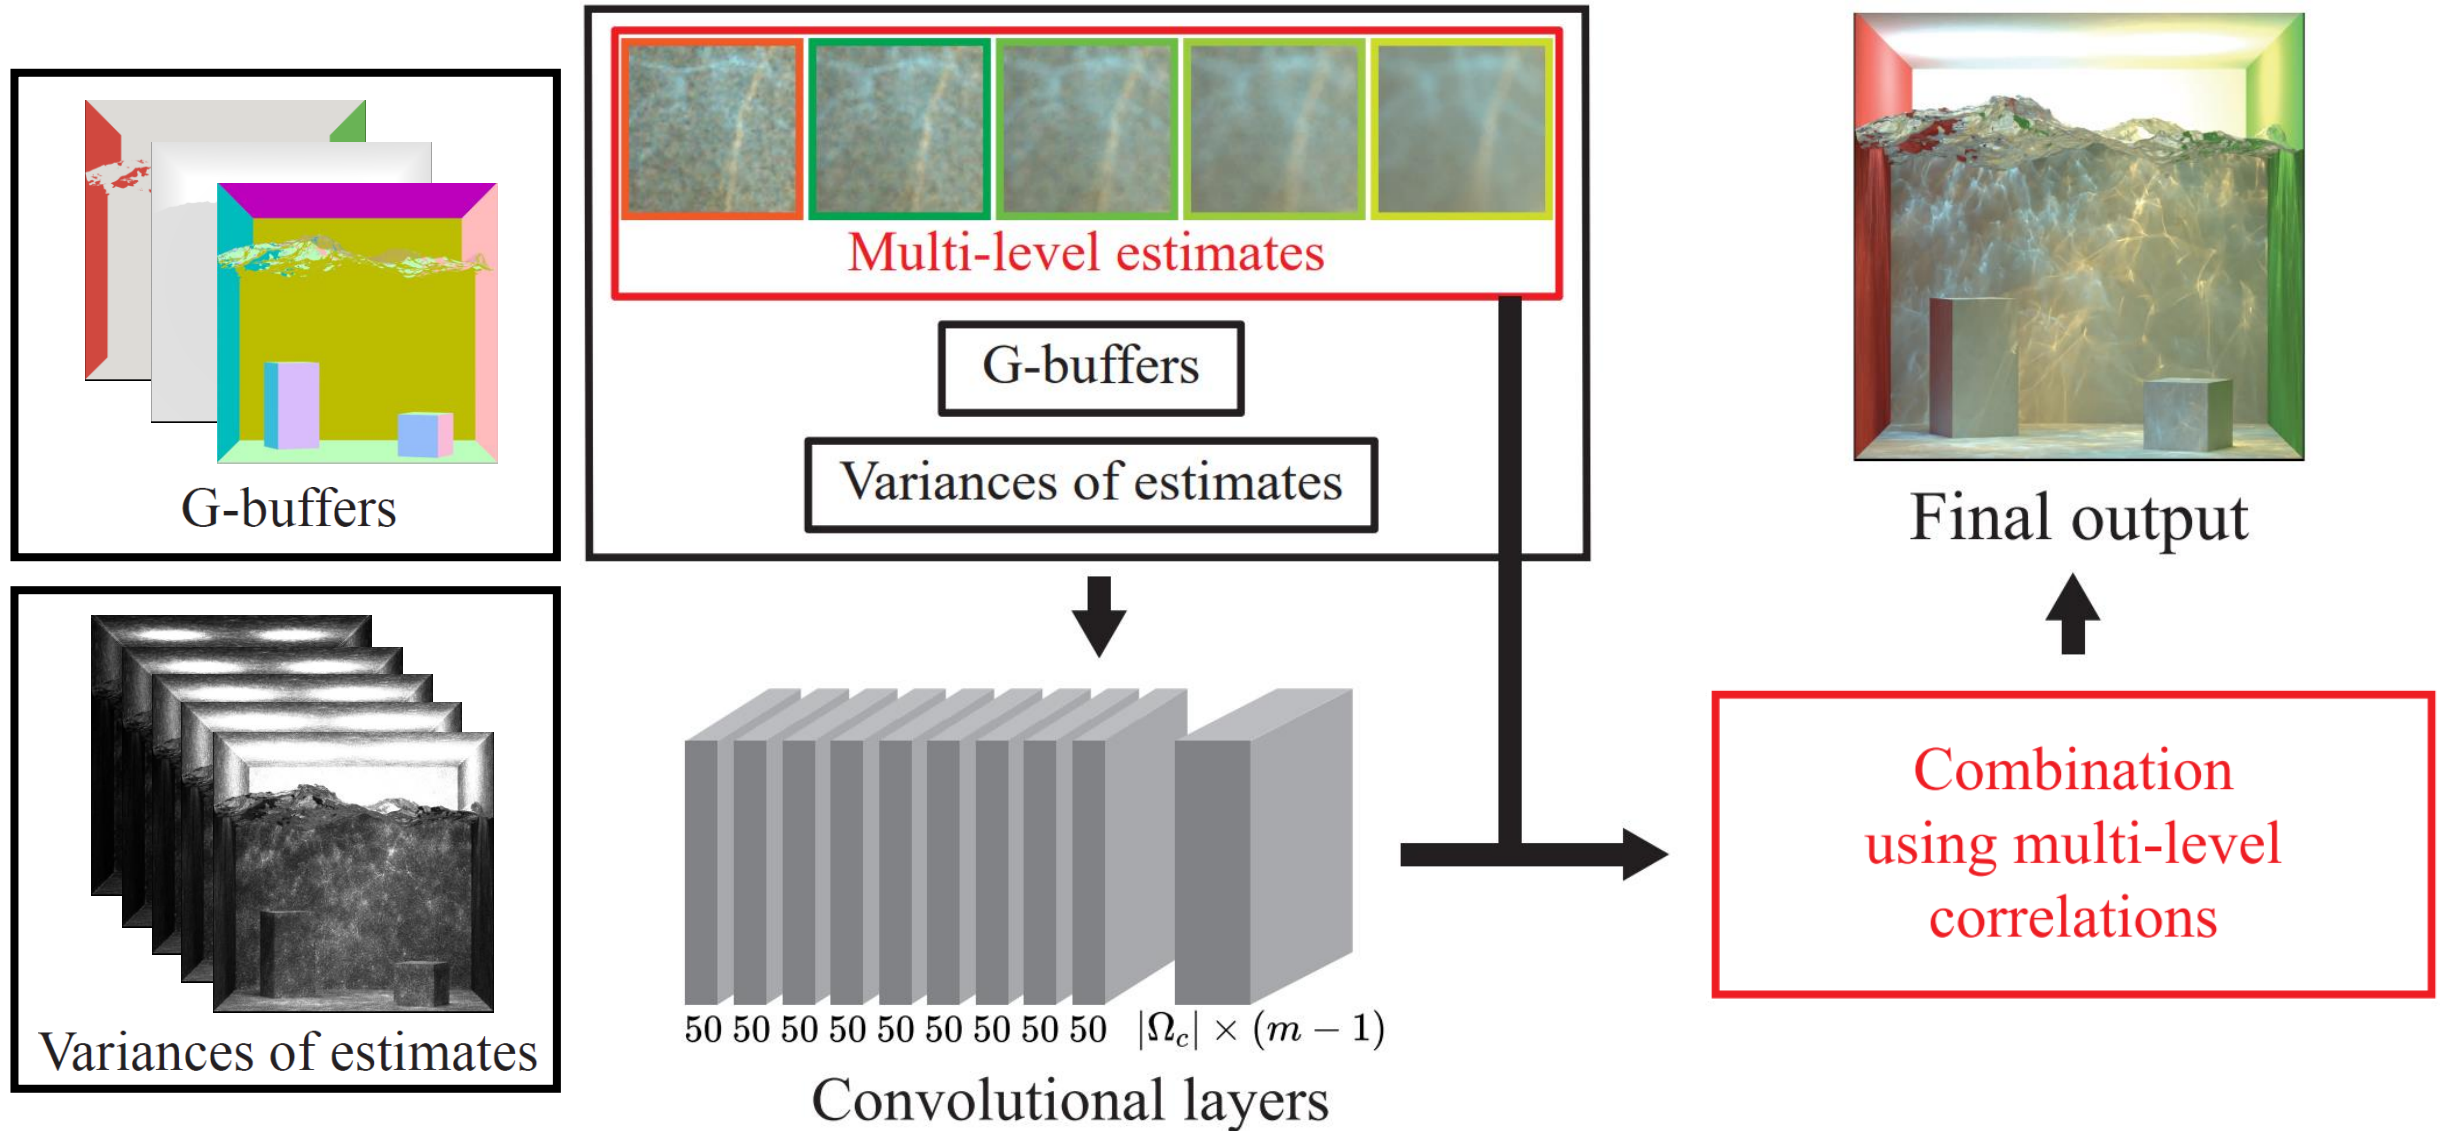 G-buffers
Variances of estimates
Multi-level estimates
G-buffers
Variances of estimates
50 50 50 50 50 50 50 50 50 |Ω_c| × (m − 1)
Convolutional layers
Final output
Combination
using multi-level
correlations